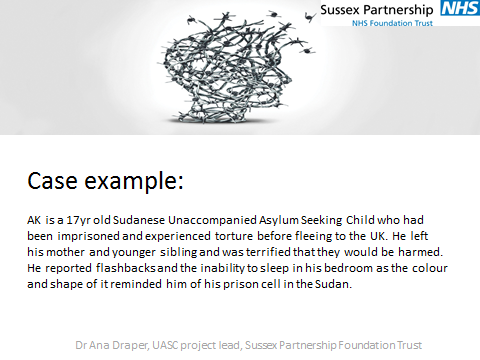 Sussex Partnership NHS
NHS Foundation Trust
Case example:
AK is a 17yr old Sudanese Unaccompanied Asylum Seeking Child who had
been imprisoned and experienced torture before fleeing to the UK. He left
his mother and younger sibling and was terrified that they would be harmed.
He reported flashbacks and the inability to sleep in his bedroom as the colour
and shape of it reminded him of his prison cell in the Sudan.
Dr Ana Draper, UASC project lead, Sussex Partnership Foundation Trust